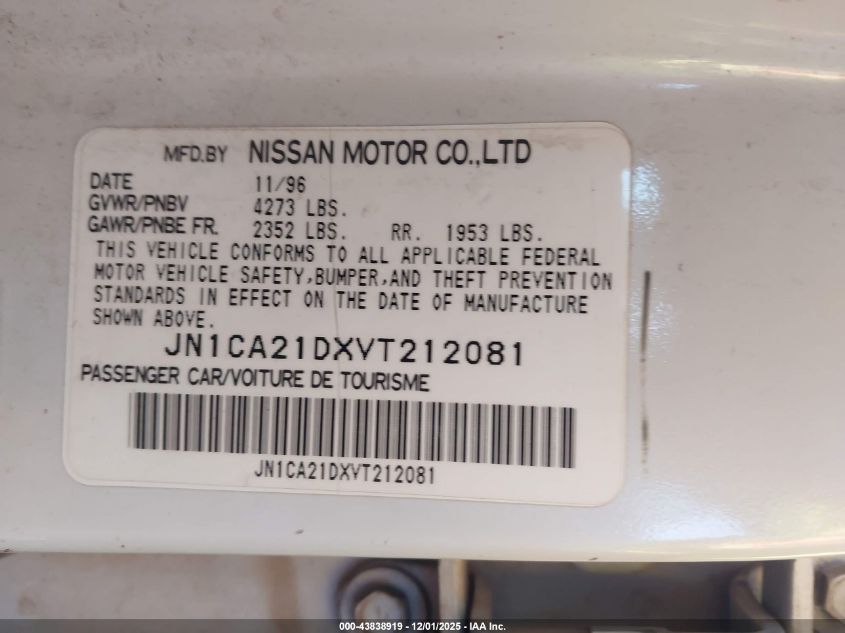 MFD.BY NISSAN MOTOR CO.,LTD
DATE 11/96
GVWR/PNBV 4273 LBS.
GAWR/PNBE FR. 2352 LBS. RR. 1953 LBS.
THIS VEHICLE CONFORMS TO ALL APPLICABLE FEDERAL
MOTOR VEHICLE SAFETY,BUMPER,AND THEFT PREVENTION
STANDARDS IN EFFECT ON THE DATE OF MANUFACTURE
SHOWN ABOVE.
JN1CA21DXVT212081
PASSENGER CAR/VOITURE DE TOURISME
JN1CA21DXVT212081
000-43838919 - 12/01/2025 - IAA Inc.